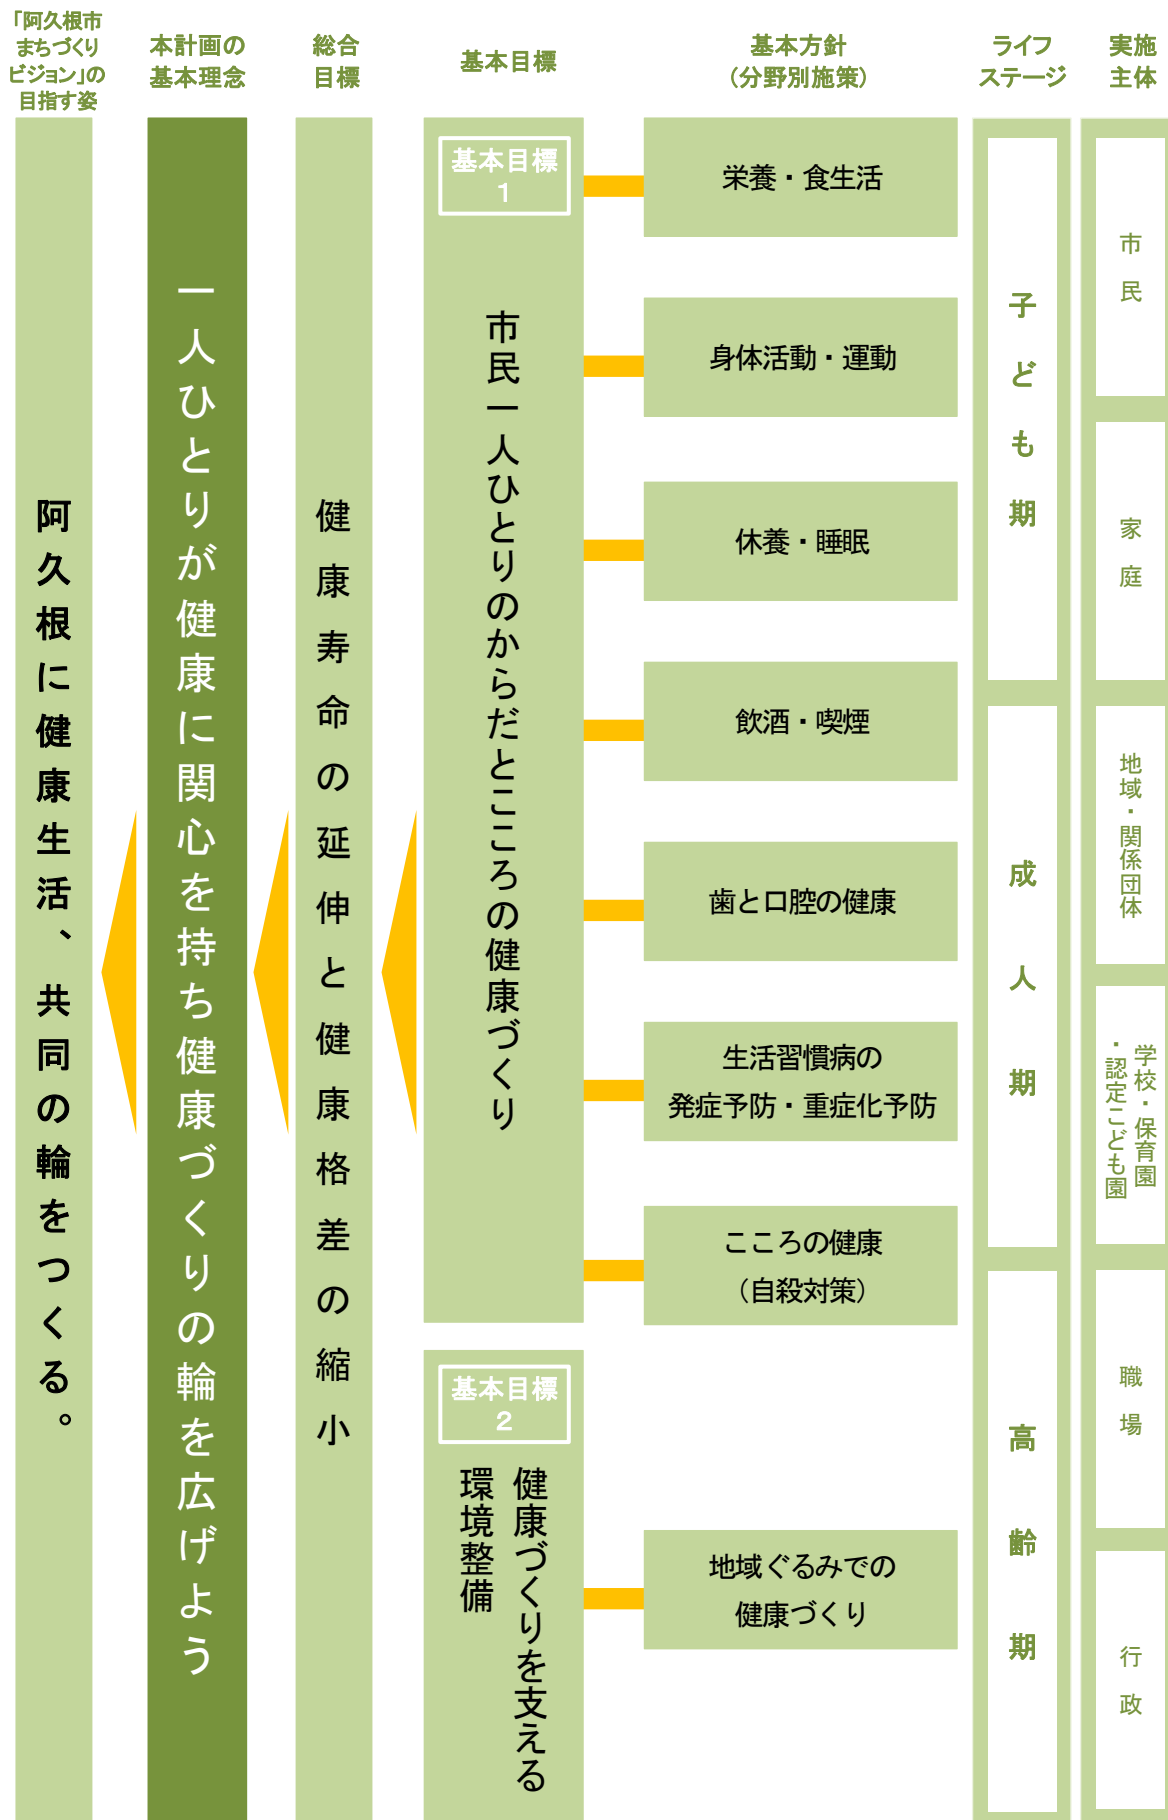 「阿久根市
まちづくり
ビジョン」の
目指す姿
本計画の
基本理念
総合
目標
基本目標
基本方針
(分野別施策)
ライフ
ステージ
実施
主体
阿久根に健康生活、共同の輪をつくる。
一人ひとりが健康に関心を持ち健康づくりの輪を広げよう
健康寿命の延伸と健康格差の縮小
基本目標
1
市民一人ひとりのからだとこころの健康づくり
基本目標
2
健康づくりを支える
環境整備
栄養・食生活
身体活動・運動
休養・睡眠
飲酒・喫煙
歯と口腔の健康
生活習慣病の
発症予防・重症化予防
こころの健康
（自殺対策）
地域ぐるみでの
健康づくり
子ども期
成人期
高齢期
市民
家庭
地域・関係団体
学校・保育園
・認定こども園
職場
行政